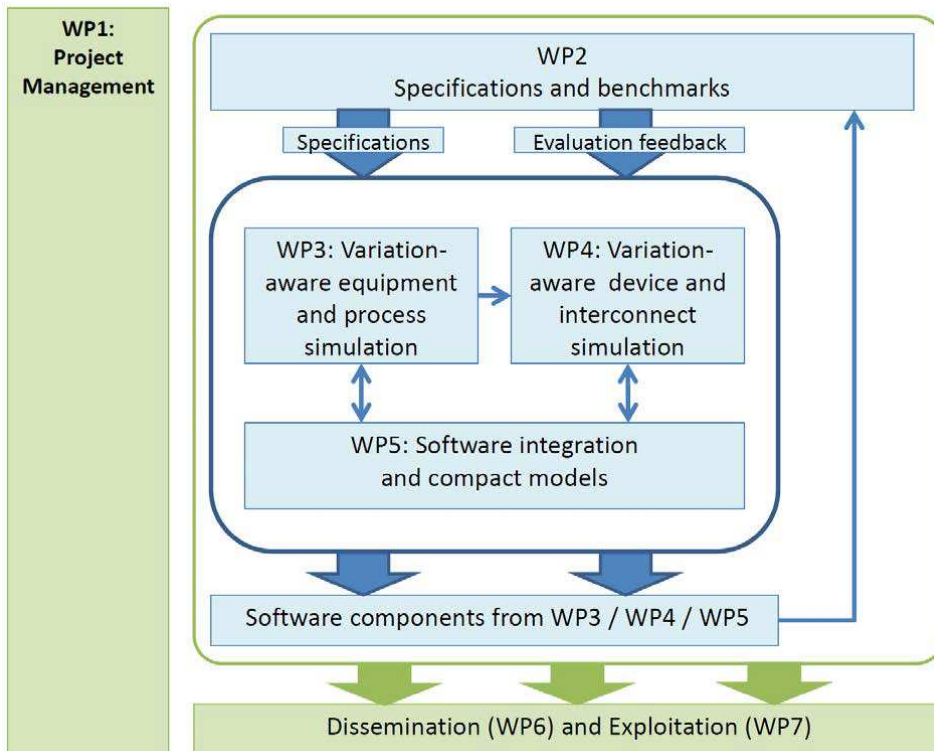 WP1:
Project
Management
WP2
Specifications and benchmarks
Specifications
Evaluation feedback
WP3: Variation-
aware equipment
and process
simulation
WP4: Variation-
aware device and
interconnect
simulation
WP5: Software integration
and compact models
Software components from WP3 / WP4 / WP5
Dissemination (WP6) and Exploitation (WP7)